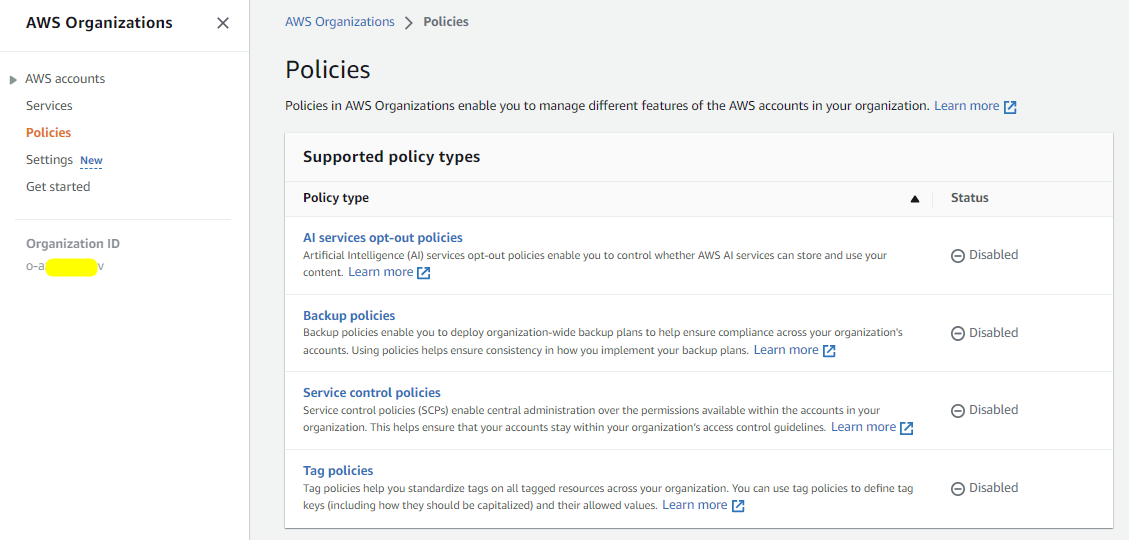 AWS Organizations
AWS accounts
Services
Policies
Settings New
Get started
Organization ID
o-a v
AWS Organizations > Policies
Policies
Policies in AWS Organizations enable you to manage different features of the AWS accounts in your organization. Learn more
Supported policy types
Policy type Status
AI services opt-out policies
Artificial Intelligence (AI) services opt-out policies enable you to control whether AWS AI services can store and use your
content. Learn more
Disabled
Backup policies
Backup policies enable you to deploy organization-wide backup plans to help ensure compliance across your organization's
accounts. Using policies helps ensure consistency in how you implement your backup plans. Learn more
Disabled
Service control policies
Service control policies (SCPs) enable central administration over the permissions available within the accounts in your
organization. This helps ensure that your accounts stay within your organization's access control guidelines. Learn more
Disabled
Tag policies
Tag policies help you standardize tags on all tagged resources across your organization. You can use tag policies to define tag
keys (including how they should be capitalized) and their allowed values. Learn more
Disabled